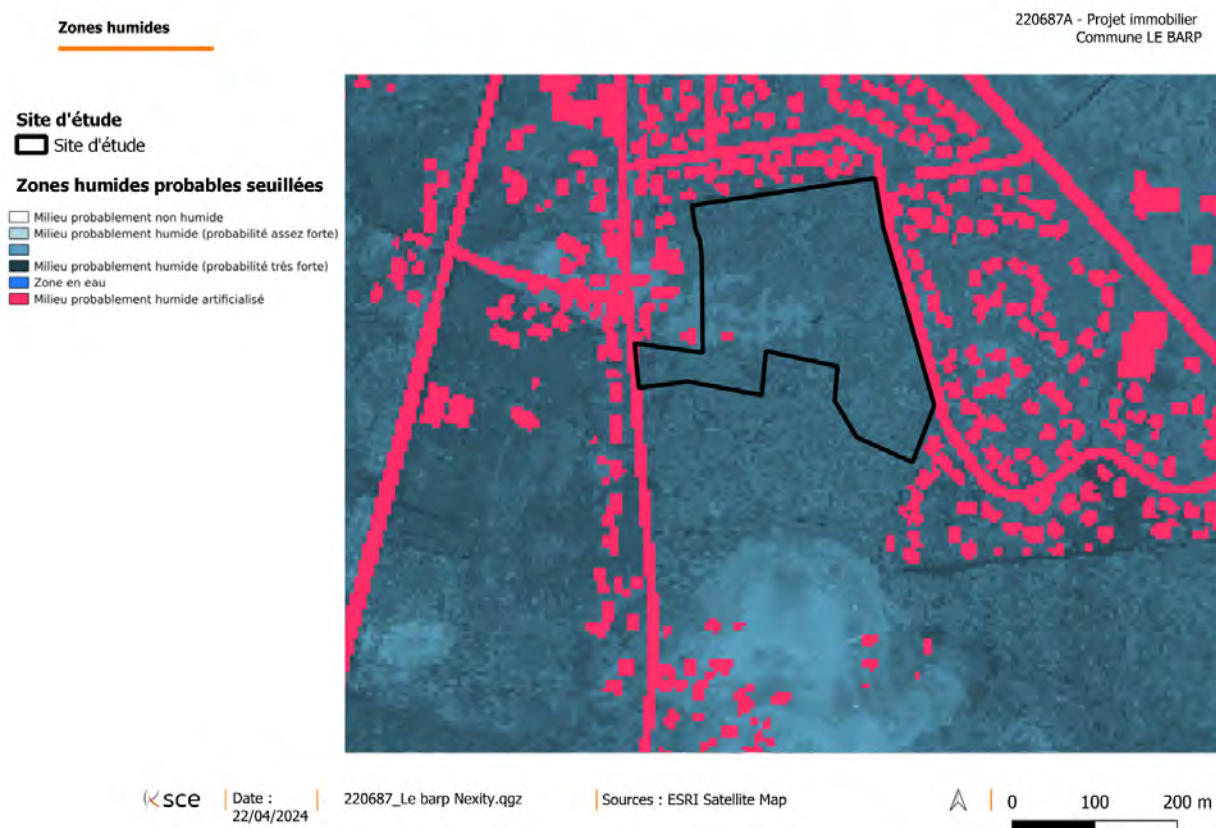 Zones humides
220687A - Projet immobilier
Commune LE BARP
Site d'étude
Site d'étude
Zones humides probables seuillées
Milieu probablement non humide
Milieu probablement humide (probabilité assez forte)
Milieu probablement humide (probabilité très forte)
Zone en eau
Milieu probablement humide artificialisé
sce
Date :
22/04/2024
220687_Le barp Nexity.qgz
Sources : ESRI Satellite Map
0 100 200 m